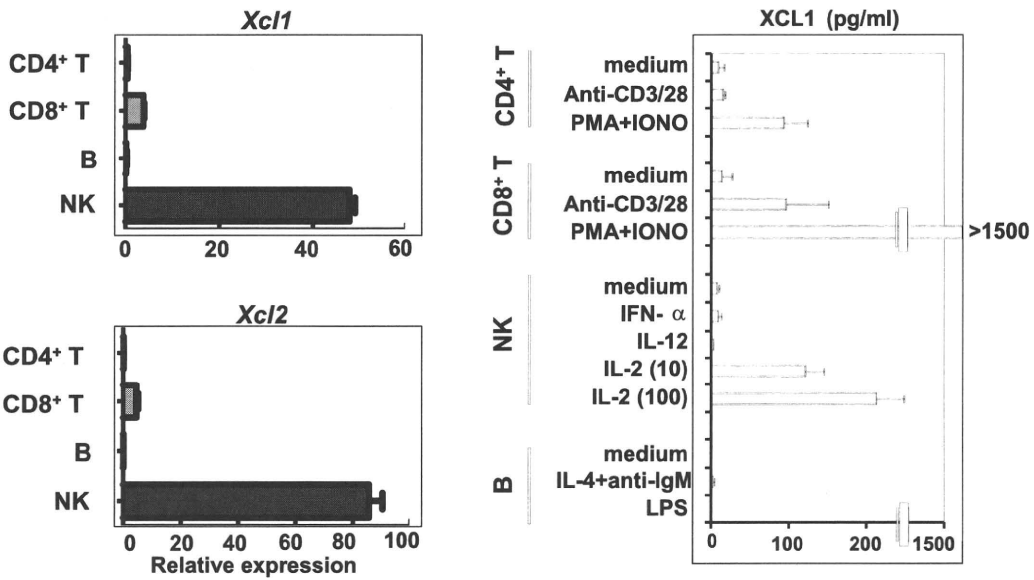 Xcl1
CD4+ T
CD8+ T
B
NK
0 20 40 60
Xcl2
CD4+ T
CD8+ T
B
NK
0 20 40 60 80 100
Relative expression
XCL1 (pg/ml)
CD4+ T
medium
Anti-CD3/28
PMA+IONO
CD8+ T
medium
Anti-CD3/28
PMA+IONO
>1500
NK
medium
IFN- α
IL-12
IL-2 (10)
IL-2 (100)
B
medium
IL-4+anti-IgM
LPS
0 100 200 1500